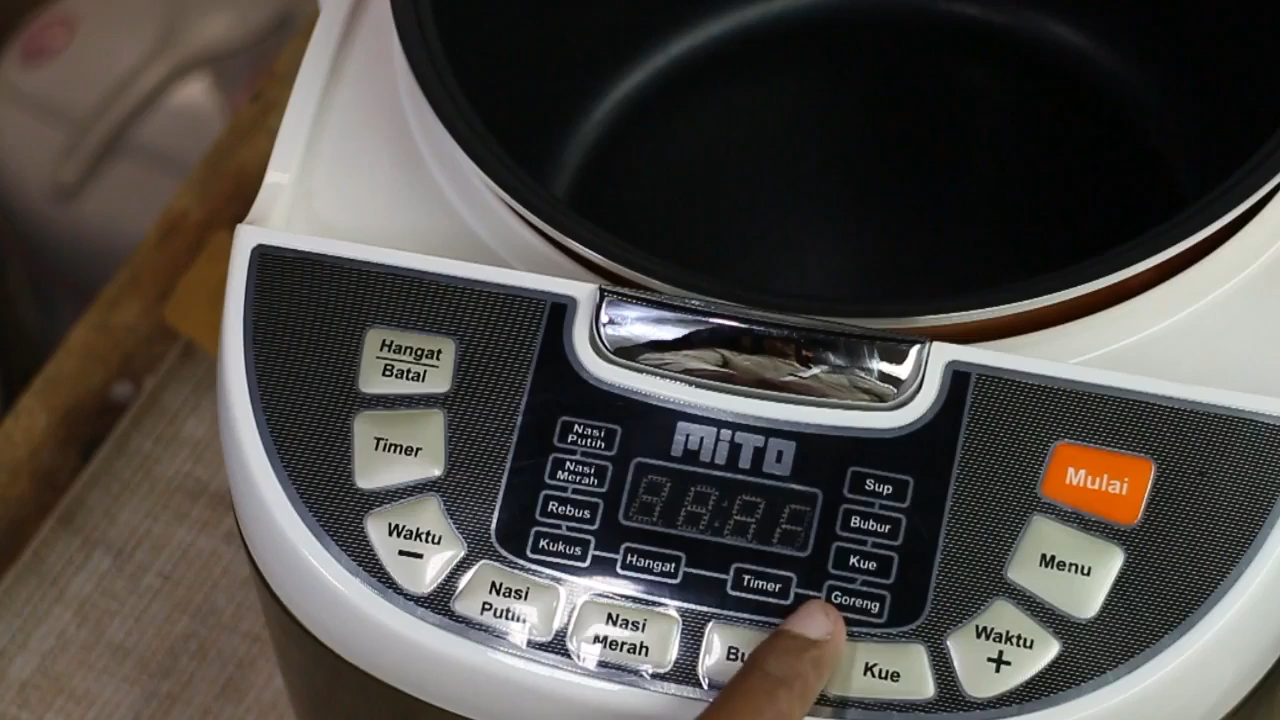 Hangat
Batal
Timer
Waktu
−
Nasi
Putih
Nasi
Merah
Rebus
Kukus
Hangat
Timer
MITO
Sup
Bubur
Kue
Goreng
Mulai
Menu
Waktu
+
Nasi
Putih
Nasi
Merah
Bu
Kue